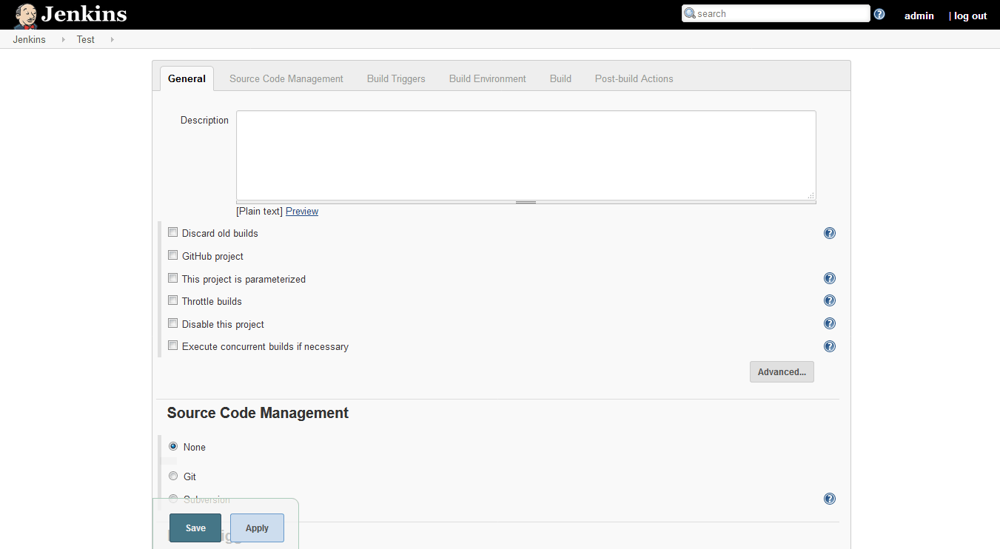 Jenkins
search
admin
| log out
Jenkins
Test
General
Source Code Management
Build Triggers
Build Environment
Build
Post-build Actions
Description
[Plain text] Preview
Discard old builds
GitHub project
This project is parameterized
Throttle builds
Disable this project
Execute concurrent builds if necessary
Advanced...
Source Code Management
None
Git
Subversion
Save
Apply